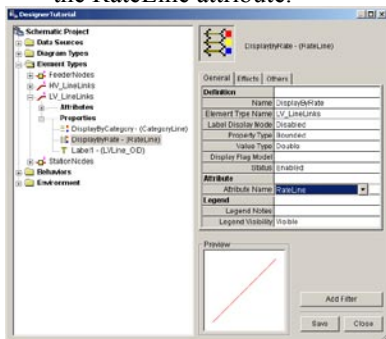 the RateLine attribute.
DesignerTutorial
Schematic Project
Data Sources
Diagram Types
Element Types
FeederNodes
HV_LineLinks
LV_LineLinks
Attributes
Properties
DisplayByCategory - (CategoryLine)
DisplayByRate - (RateLine)
Label1 - (LVLine_OID)
StationNodes
Behaviors
Environment
DisplayByRate - (RateLine)
General Effects Others
Definition
Name DisplayByRate
Element Type Name LV_LineLinks
Label Display Mode Disabled
Property Type Bounded
Value Type Double
Display Flag Model
Status Enabled
Attribute
Attribute Name RateLine
Legend
Legend Notes
Legend Visibility Visible
Preview
Add Filter
Save Close